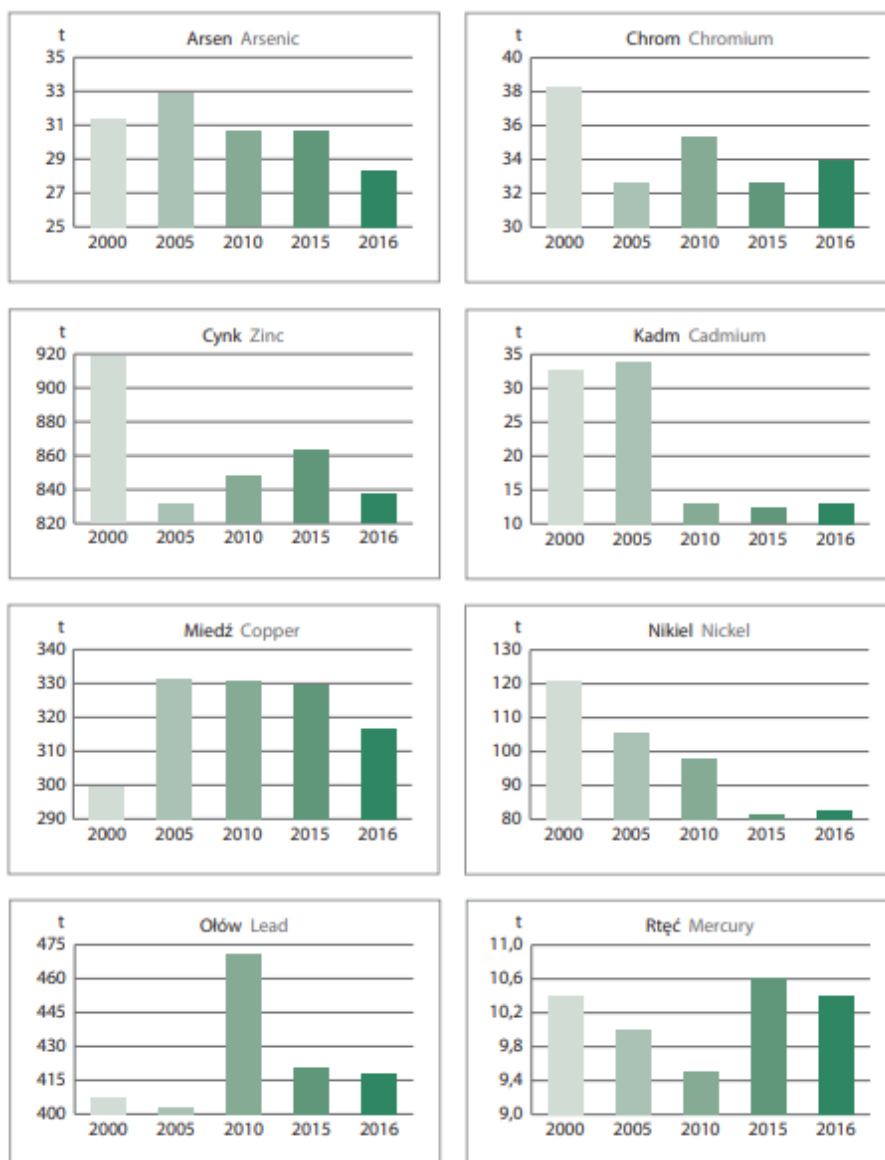 t
Arsen Arsenic
35
33
31
29
27
25
2000 2005 2010 2015 2016
t
Chrom Chromium
40
38
36
34
32
30
2000 2005 2010 2015 2016
t
Cynk Zinc
920
900
880
860
840
820
2000 2005 2010 2015 2016
t
Kadm Cadmium
35
30
25
20
15
10
2000 2005 2010 2015 2016
t
Miedź Copper
340
330
320
310
300
290
2000 2005 2010 2015 2016
t
Nikiel Nickel
130
120
110
100
90
80
2000 2005 2010 2015 2016
t
Ołów Lead
475
460
445
430
415
400
2000 2005 2010 2015 2016
t
Rtęć Mercury
11,0
10,6
10,2
9,8
9,4
9,0
2000 2005 2010 2015 2016